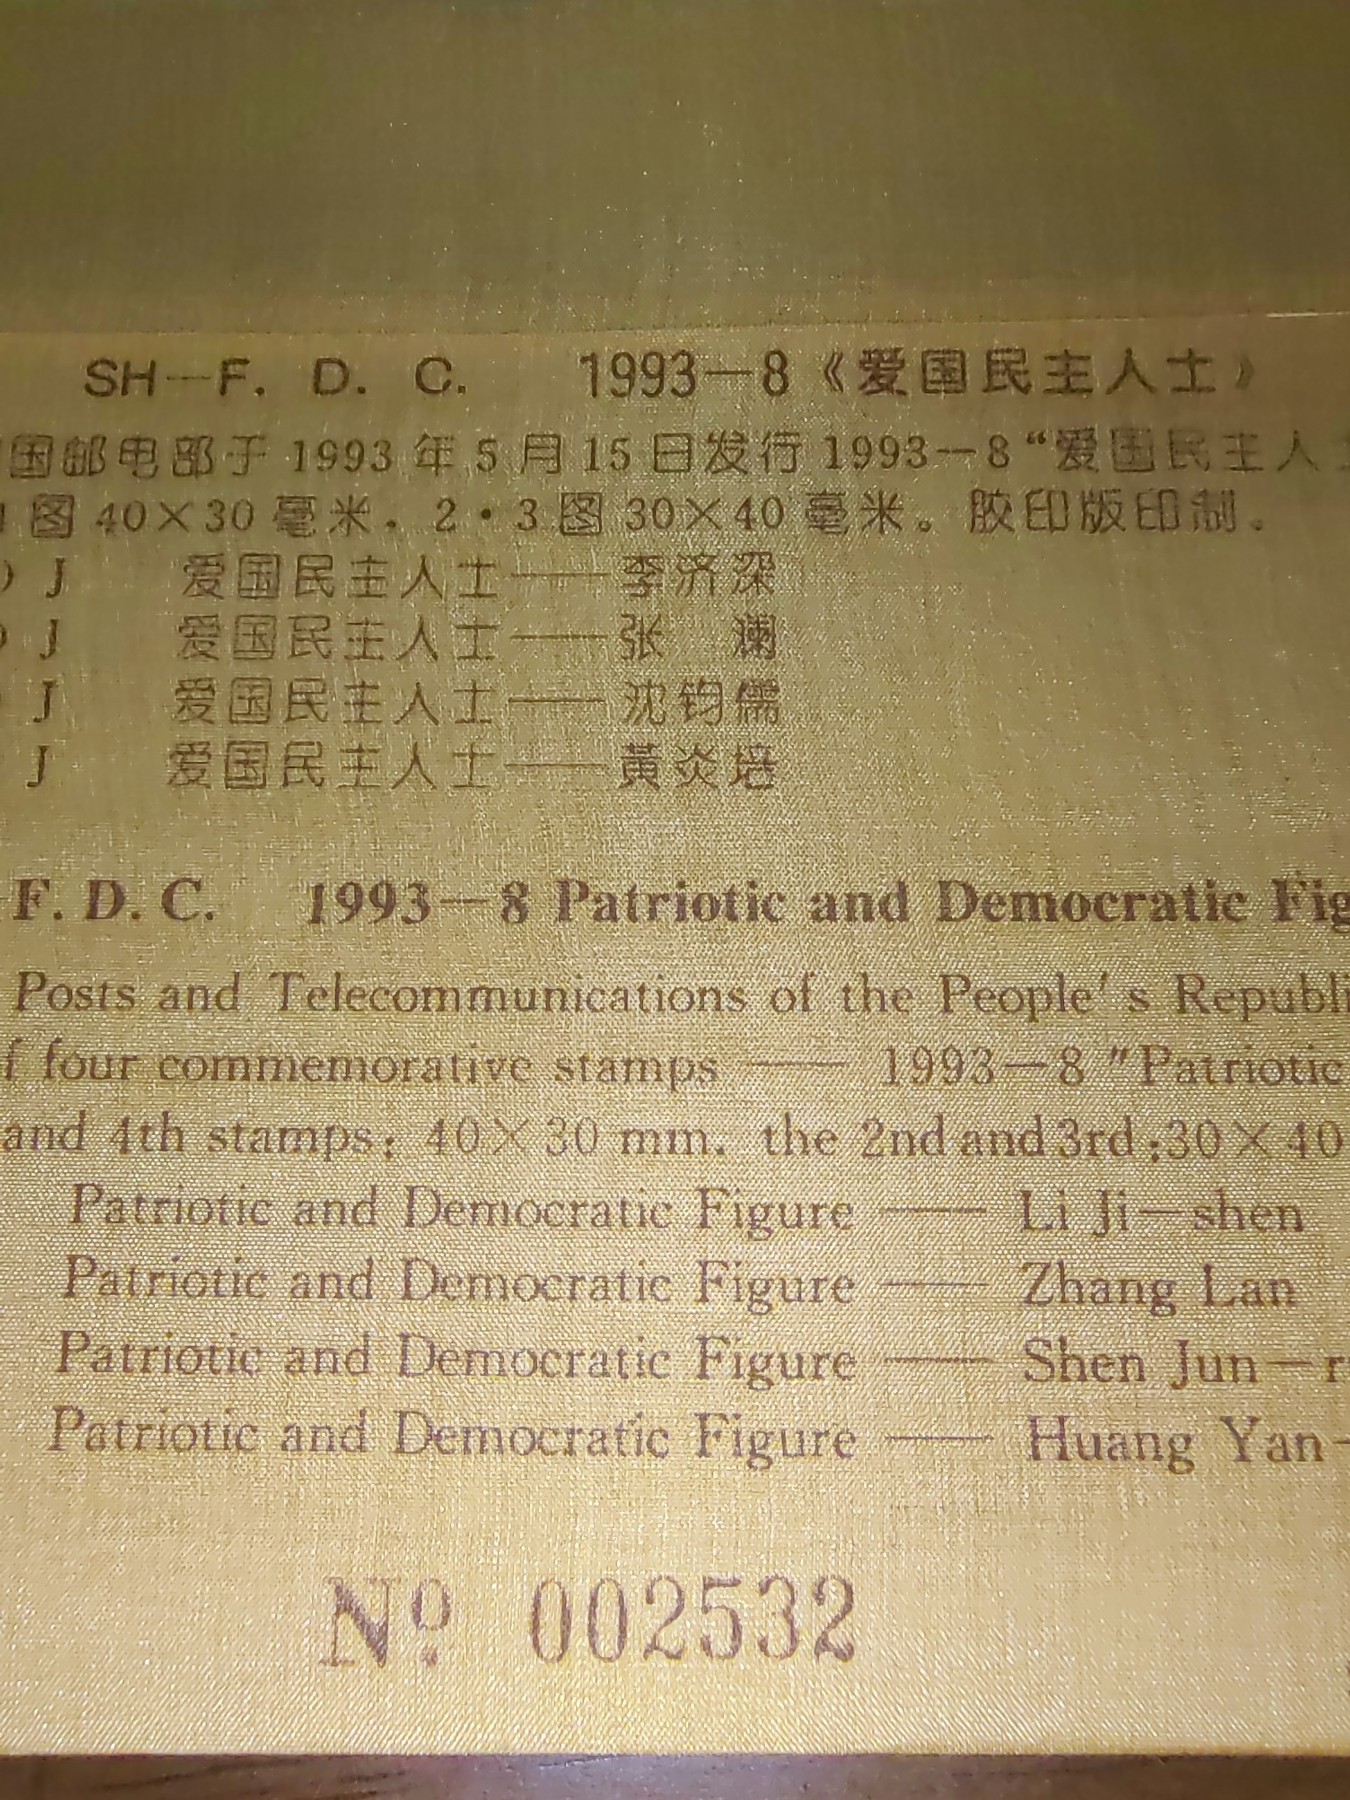 SH—F. D. C. 1993—8《爱国民主人士》
国邮电部于 1993 年 5 月 15 日发行 1993—8“爱国民主人
图 40×30 毫米. 2·3 图 30×40 毫米。胶印版印制.
) J 爱国民主人士——李济深
) J 爱国民主人士——张 澜
J 爱国民主人士——沈钧儒
J 爱国民主人士——黄炎培
F. D. C. 1993—8 Patriotic and Democratic Fig
Posts and Telecommunications of the People's Republi
f four commemorative stamps —— 1993—8 "Patriotic
and 4th stamps: 40×30 mm. the 2nd and 3rd:30×40
Patriotic and Democratic Figure —— Li Ji—shen
Patriotic and Democratic Figure —— Zhang Lan
Patriotic and Democratic Figure —— Shen Jun—r
Patriotic and Democratic Figure —— Huang Yan-
No 002532